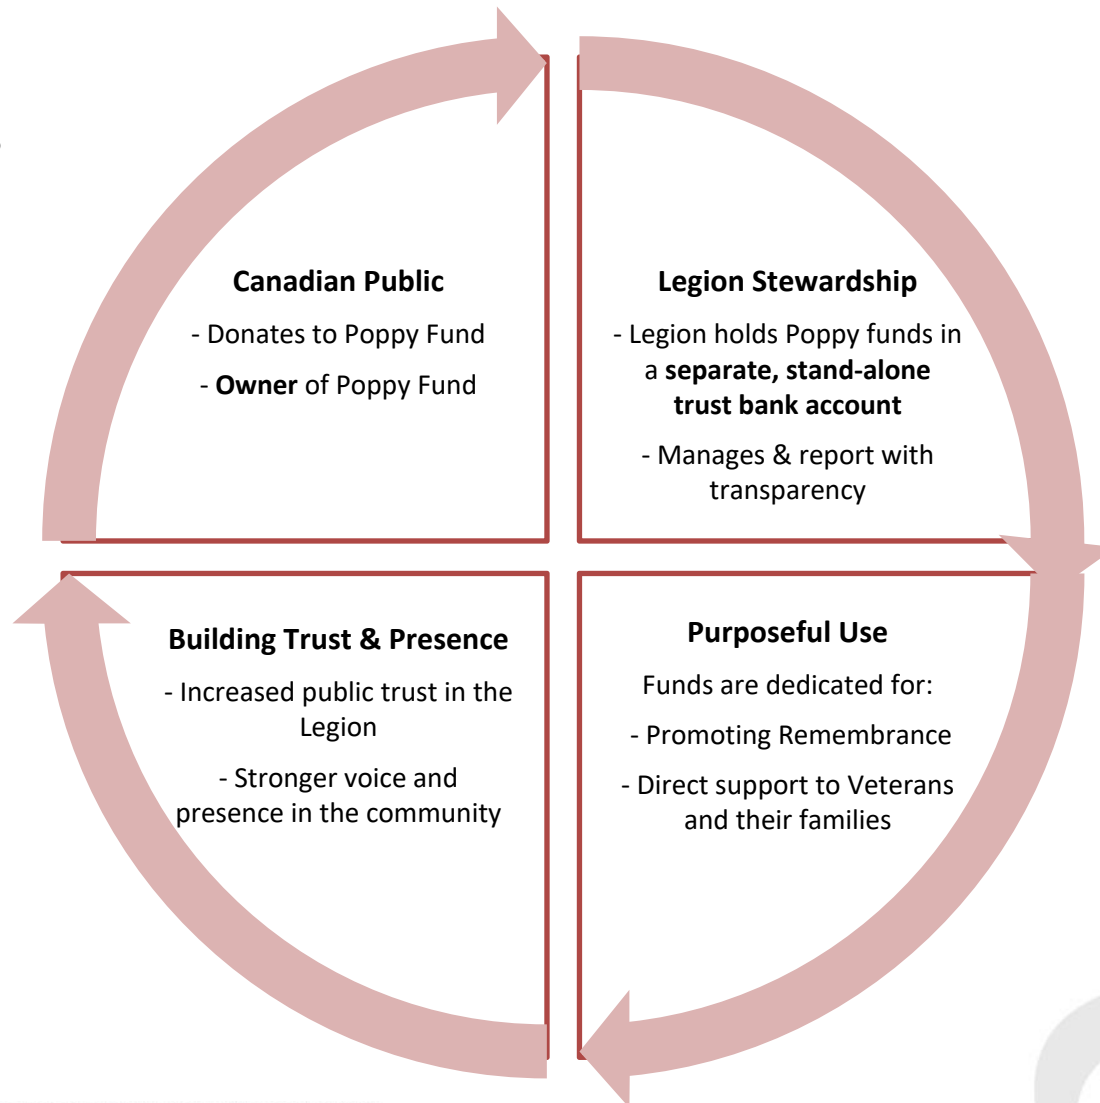 Canadian Public
- Donates to Poppy Fund
- Owner of Poppy Fund
Legion Stewardship
- Legion holds Poppy funds in
a separate, stand-alone
trust bank account
- Manages & report with
transparency
Purposeful Use
Funds are dedicated for:
- Promoting Remembrance
- Direct support to Veterans
and their families
Building Trust & Presence
- Increased public trust in the
Legion
- Stronger voice and
presence in the community